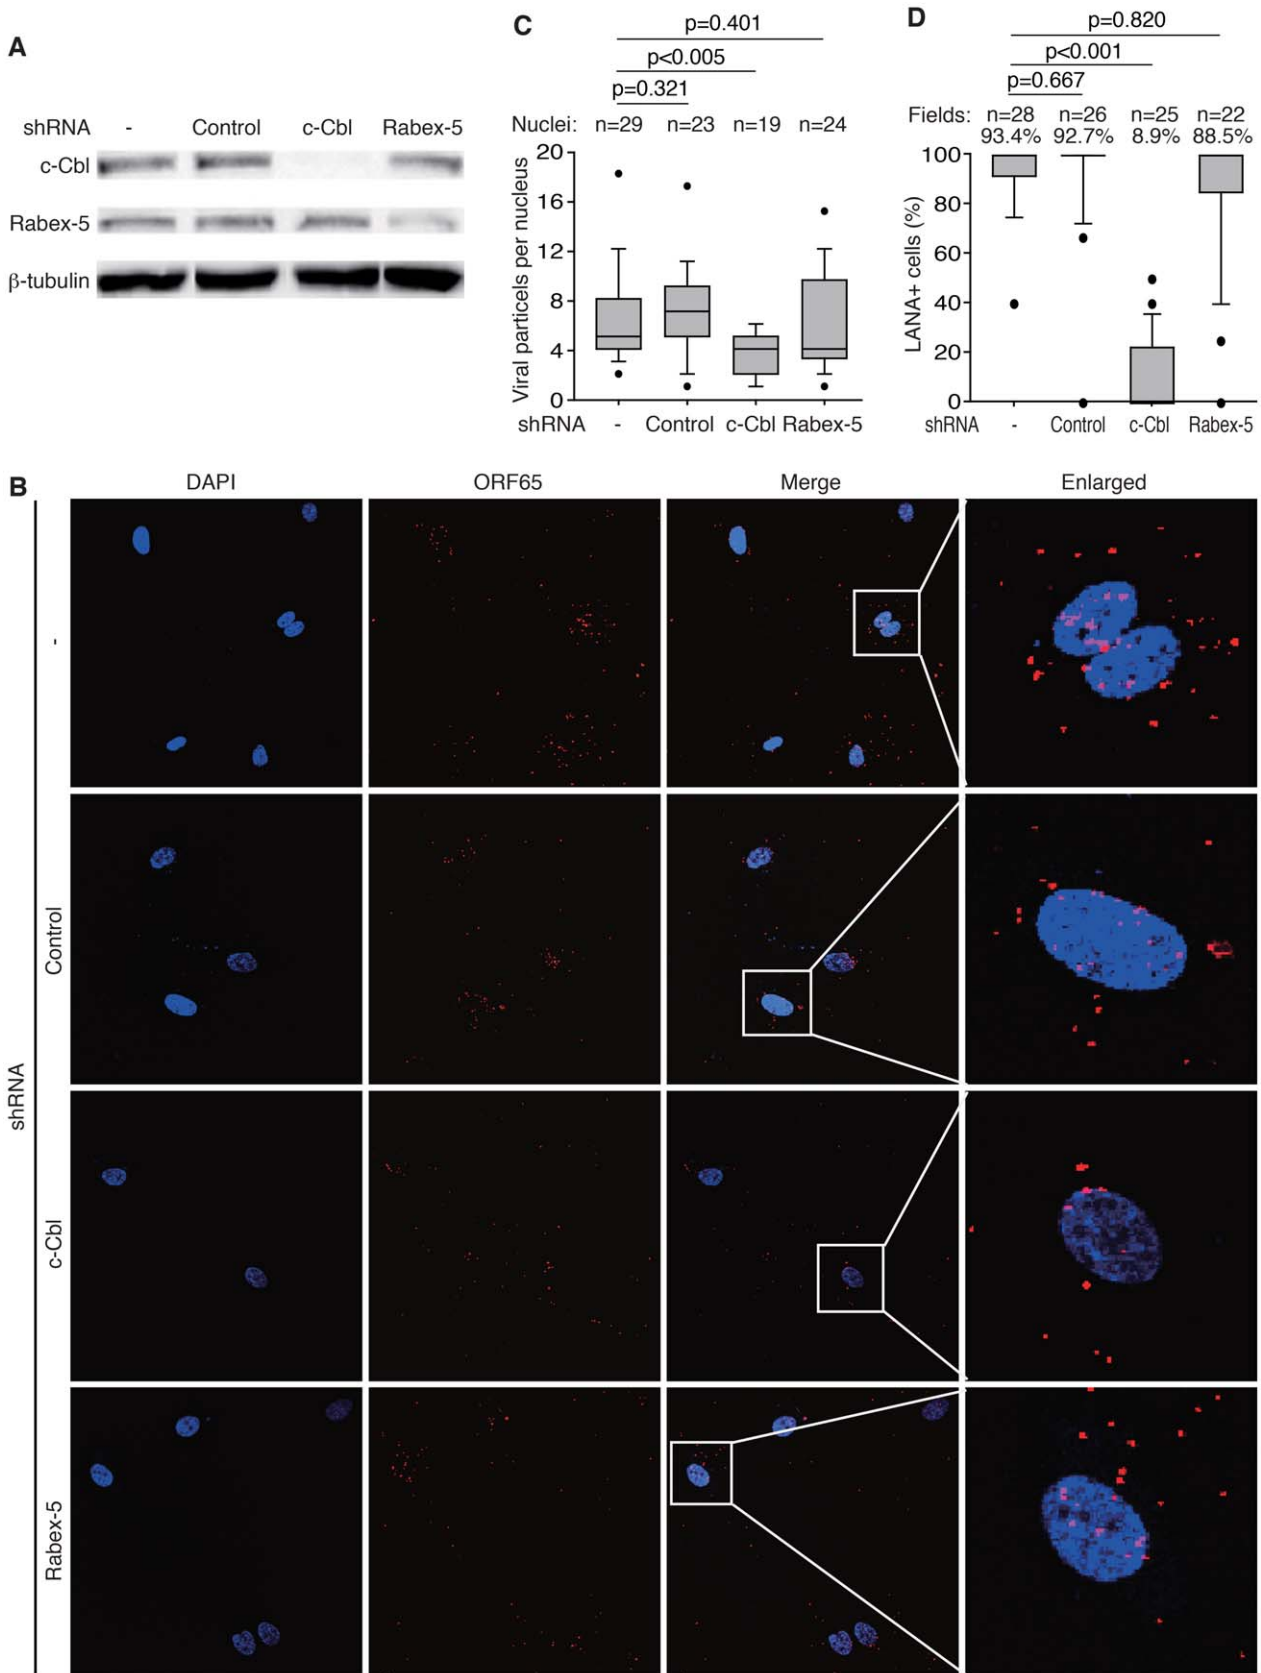 A
shRNA - Control c-Cbl Rabex-5
c-Cbl
Rabex-5
β-tubulin
C
p=0.401
p<0.005
p=0.321
Nuclei: n=29 n=23 n=19 n=24
Viral particels per nucleus
20
16
12
8
4
0
shRNA - Control c-Cbl Rabex-5
D
p=0.820
p<0.001
p=0.667
Fields: n=28 n=26 n=25 n=22
93.4% 92.7% 8.9% 88.5%
LANA+ cells (%)
100
80
60
40
20
0
shRNA - Control c-Cbl Rabex-5
B
DAPI ORF65 Merge Enlarged
shRNA
-
Control
c-Cbl
Rabex-5